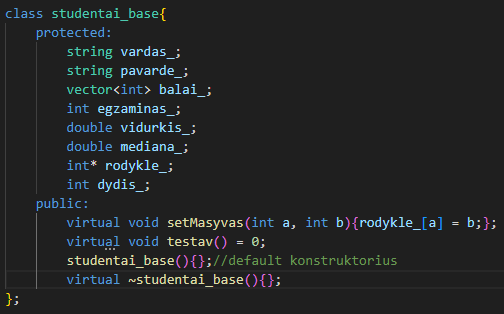 class studentai_base{
    protected:
        string vardas_;
        string pavarde_;
        vector<int> balai_;
        int egzaminas_;
        double vidurkis_;
        double mediana_;
        int* rodykle_;
        int dydis_;
    public:
        virtual void setMasyvas(int a, int b){rodykle_[a] = b;};
        virtual void testav() = 0;
        studentai_base(){};//default konstruktorius
        virtual ~studentai_base(){};
};